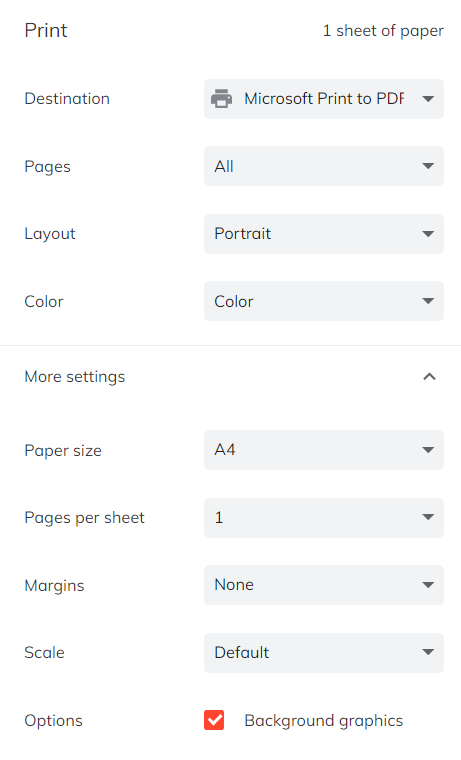 Print 1 sheet of paper
Destination Microsoft Print to PDF
Pages All
Layout Portrait
Color Color
More settings
Paper size A4
Pages per sheet 1
Margins None
Scale Default
Options Background graphics